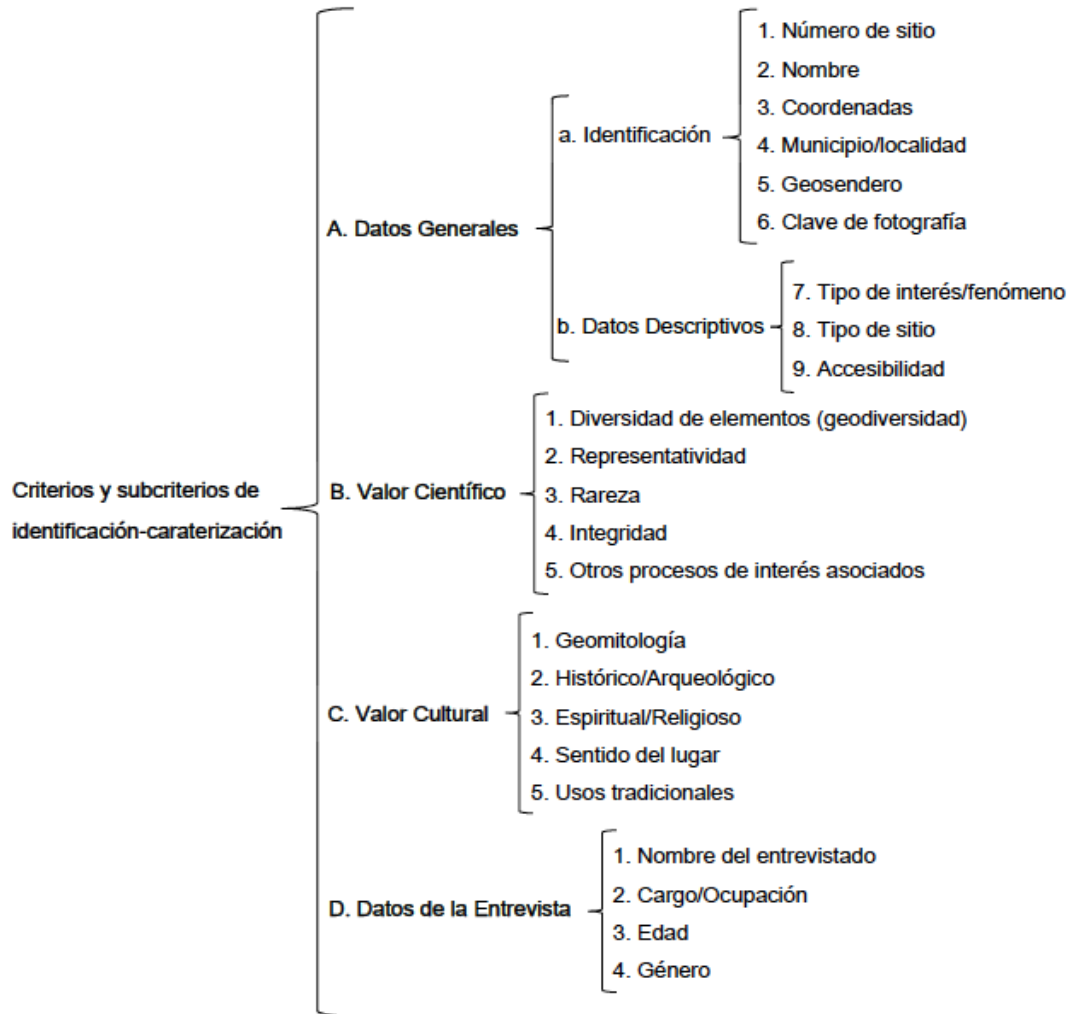 Criterios y subcriterios de
identificación-caraterización
A. Datos Generales
a. Identificación
1. Número de sitio
2. Nombre
3. Coordenadas
4. Municipio/localidad
5. Geosendero
6. Clave de fotografía
b. Datos Descriptivos
7. Tipo de interés/fenómeno
8. Tipo de sitio
9. Accesibilidad
B. Valor Científico
1. Diversidad de elementos (geodiversidad)
2. Representatividad
3. Rareza
4. Integridad
5. Otros procesos de interés asociados
C. Valor Cultural
1. Geomitología
2. Histórico/Arqueológico
3. Espiritual/Religioso
4. Sentido del lugar
5. Usos tradicionales
D. Datos de la Entrevista
1. Nombre del entrevistado
2. Cargo/Ocupación
3. Edad
4. Género